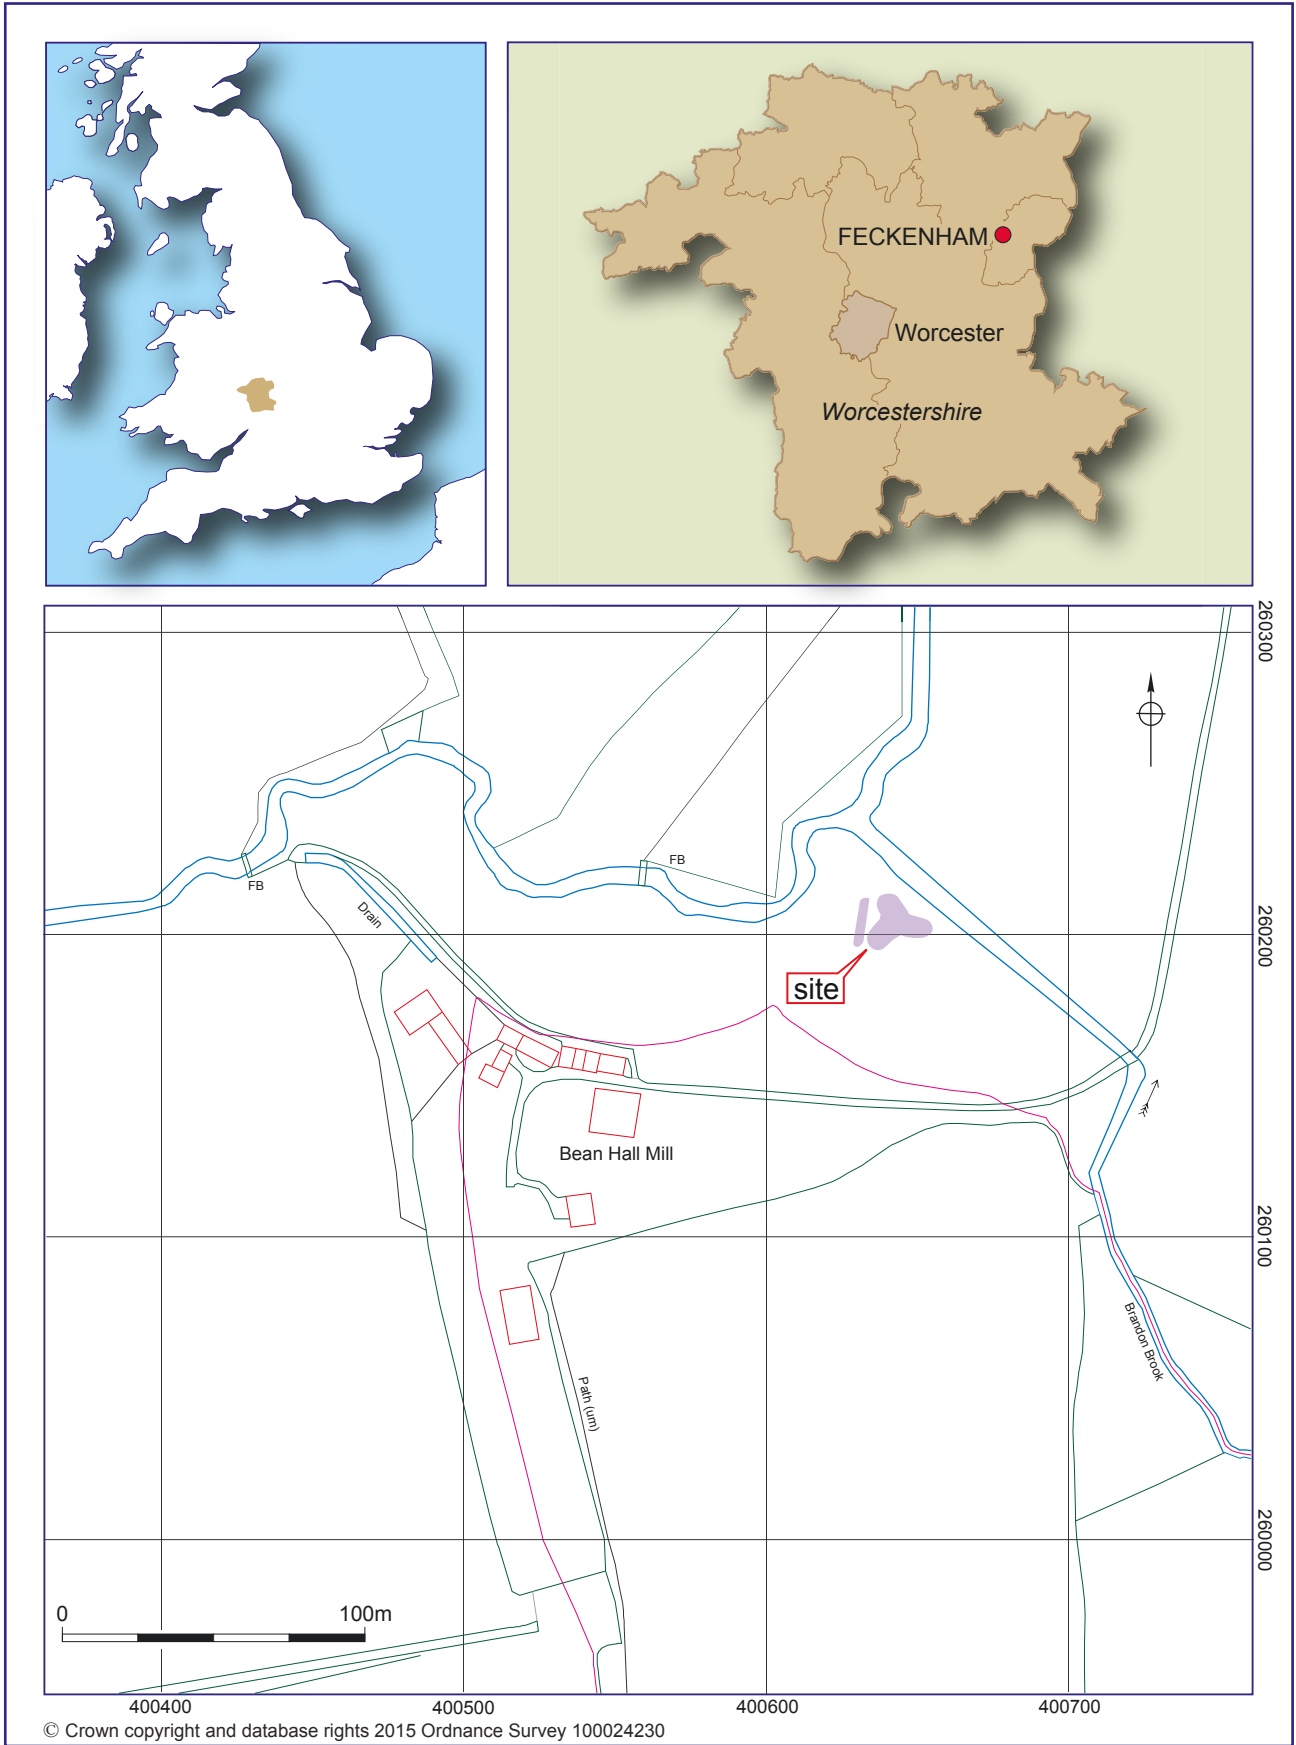 FECKENHAM
Worcester
Worcestershire
260300
FB
FB
Drain
260200
site
Bean Hall Mill
260100
Brandon Brook
Path (um)
260000
0 100m
400400 400500 400600 400700
© Crown copyright and database rights 2015 Ordnance Survey 100024230